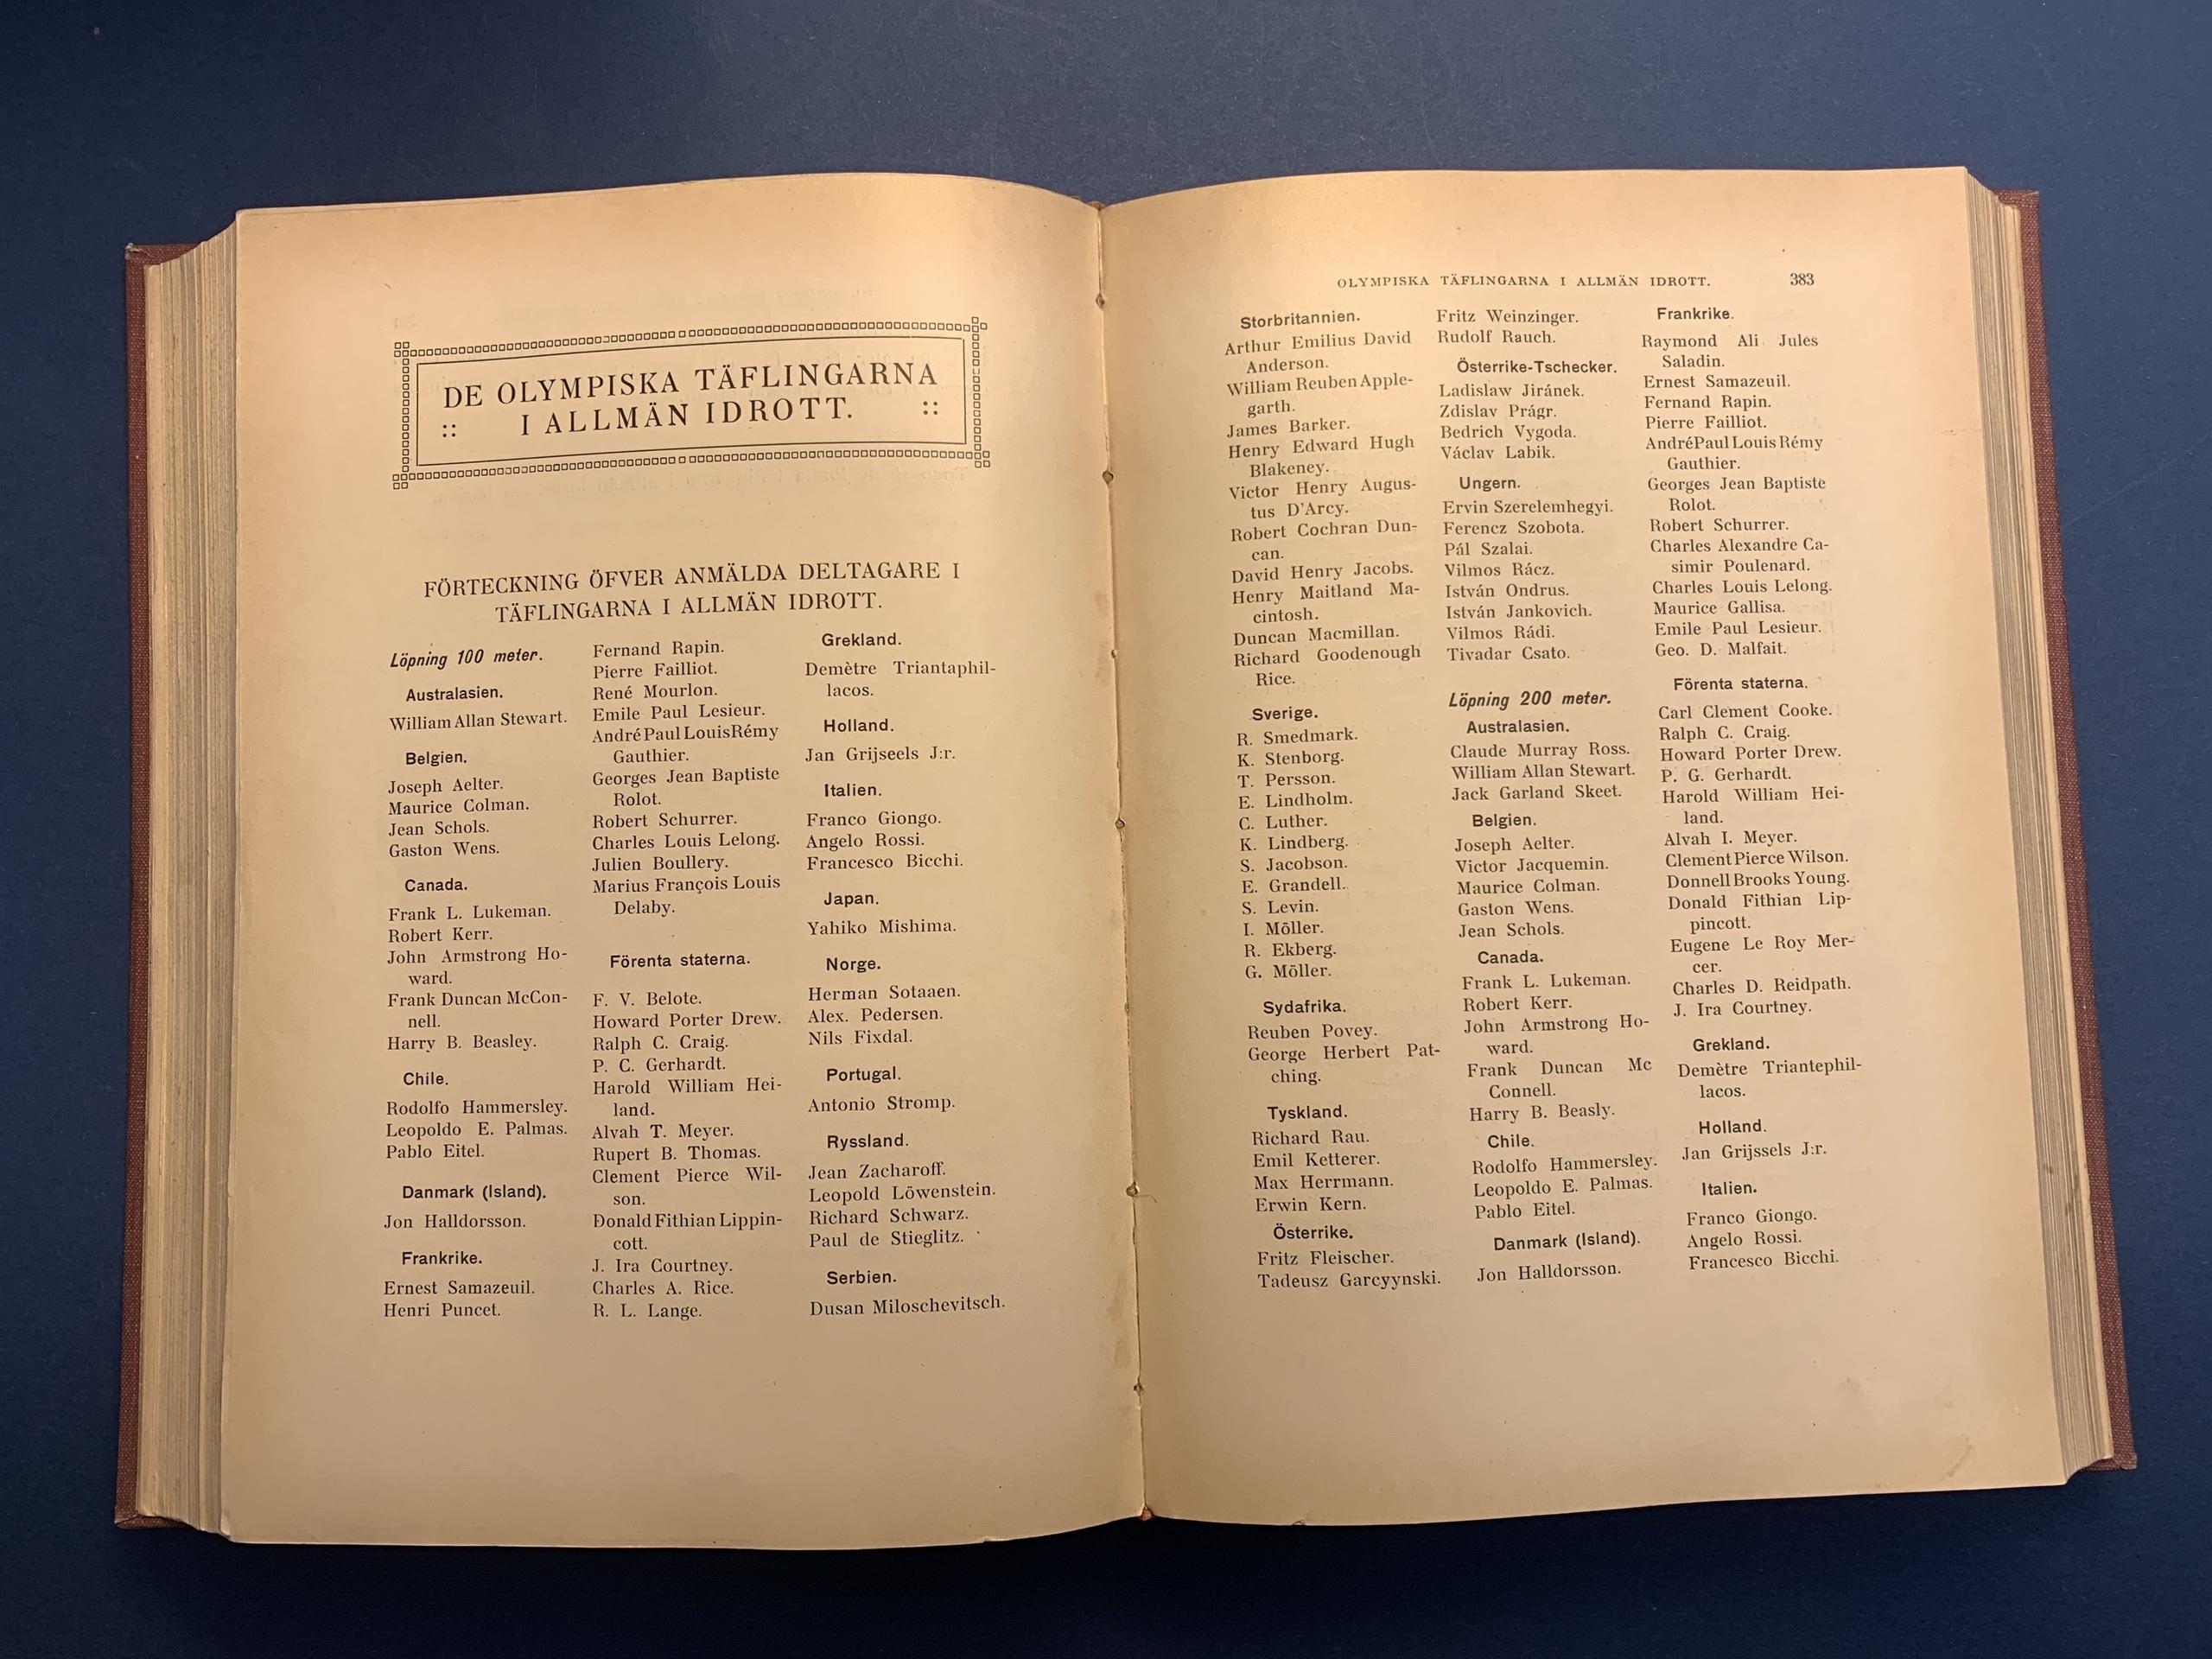 DE OLYMPISKA TÄFLINGARNA
I ALLMÄN IDROTT.
FÖRTECKNING ÖFVER ANMÄLDA DELTAGARE I
TÄFLINGARNA I ALLMÄN IDROTT.
Löpning 100 meter.
Australasien.
William Allan Stewart.
Belgien.
Joseph Aelter.
Maurice Colman.
Jean Schols.
Gaston Wens.
Canada.
Frank L. Lukeman.
Robert Kerr.
John Armstrong Ho-
ward.
Frank Duncan McCon-
nell.
Harry B. Beasley.
Chile.
Rodolfo Hammersley.
Leopoldo E. Palmas.
Pablo Eitel.
Danmark (Island).
Jon Halldorsson.
Frankrike.
Ernest Samazeuil.
Henri Puncet.
Fernand Rapin.
Pierre Failliot.
René Mourlon.
Emile Paul Lesieur.
André Paul Louis Rémy
Gauthier.
Georges Jean Baptiste
Rolot.
Robert Schurrer.
Charles Louis Lelong.
Julien Boullery.
Marius François Louis
Delaby.
Förenta staterna.
F. V. Belote.
Howard Porter Drew.
Ralph C. Craig.
P. C. Gerhardt.
Harold William Hei-
land.
Alvah T. Meyer.
Rupert B. Thomas.
Clement Pierce Wil-
son.
Donald Fithian Lippin-
cott.
J. Ira Courtney.
Charles A. Rice.
R. L. Lange.
Grekland.
Demètre Triantaphil-
lacos.
Holland.
Jan Grijseels J:r.
Italien.
Franco Giongo.
Angelo Rossi.
Francesco Bicchi.
Japan.
Yahiko Mishima.
Norge.
Herman Sotaaen.
Alex. Pedersen.
Nils Fixdal.
Portugal.
Antonio Stromp.
Ryssland.
Jean Zacharoff.
Leopold Löwenstein.
Richard Schwarz.
Paul de Stieglitz.
Serbien.
Dusan Miloschevitsch.
OLYMPISKA TÄFLINGARNA I ALLMÄN IDROTT. 383
Storbritannien.
Arthur Emilius David
Anderson.
William Reuben Apple-
garth.
James Barker.
Henry Edward Hugh
Blakeney.
Victor Henry Augus-
tus D'Arcy.
Robert Cochran Dun-
can.
David Henry Jacobs.
Henry Maitland Ma-
cintosh.
Duncan Macmillan.
Richard Goodenough
Rice.
Sverige.
R. Smedmark.
K. Stenborg.
T. Persson.
E. Lindholm.
C. Luther.
K. Lindberg.
S. Jacobson.
E. Grandell.
S. Levin.
I. Möller.
R. Ekberg.
G. Möller.
Sydafrika.
Reuben Povey.
George Herbert Pat-
ching.
Tyskland.
Richard Rau.
Emil Ketterer.
Max Herrmann.
Erwin Kern.
Österrike.
Fritz Fleischer.
Tadeusz Garcyynski.
Fritz Weinzinger.
Rudolf Rauch.
Österrike-Tschecker.
Ladislaw Jiránek.
Zdislav Prágr.
Bedrich Vygoda.
Václav Labik.
Ungern.
Ervin Szerelemhegyi.
Ferencz Szobota.
Pál Szalai.
Vilmos Rácz.
István Ondrus.
István Jankovich.
Vilmos Rádi.
Tivadar Csato.
Löpning 200 meter.
Australasien.
Claude Murray Ross.
William Allan Stewart.
Jack Garland Skeet.
Belgien.
Joseph Aelter.
Victor Jacquemin.
Maurice Colman.
Gaston Wens.
Jean Schols.
Canada.
Frank L. Lukeman.
Robert Kerr.
John Armstrong Ho-
ward.
Frank Duncan Mc
Connell.
Harry B. Beasly.
Chile.
Rodolfo Hammersley.
Leopoldo E. Palmas.
Pablo Eitel.
Danmark (Island).
Jon Halldorsson.
Frankrike.
Raymond Ali Jules
Saladin.
Ernest Samazeuil.
Fernand Rapin.
Pierre Failliot.
André Paul Louis Rémy
Gauthier.
Georges Jean Baptiste
Rolot.
Robert Schurrer.
Charles Alexandre Ca-
simir Poulenard.
Charles Louis Lelong.
Maurice Gallisa.
Emile Paul Lesieur.
Geo. D. Malfait.
Förenta staterna.
Carl Clement Cooke.
Ralph C. Craig.
Howard Porter Drew.
P. G. Gerhardt.
Harold William Hei-
land.
Alvah I. Meyer.
Clement Pierce Wilson.
Donnell Brooks Young.
Donald Fithian Lip-
pincott.
Eugene Le Roy Mer-
cer.
Charles D. Reidpath.
J. Ira Courtney.
Grekland.
Demètre Triantephil-
lacos.
Holland.
Jan Grijssels J:r.
Italien.
Franco Giongo.
Angelo Rossi.
Francesco Bicchi.